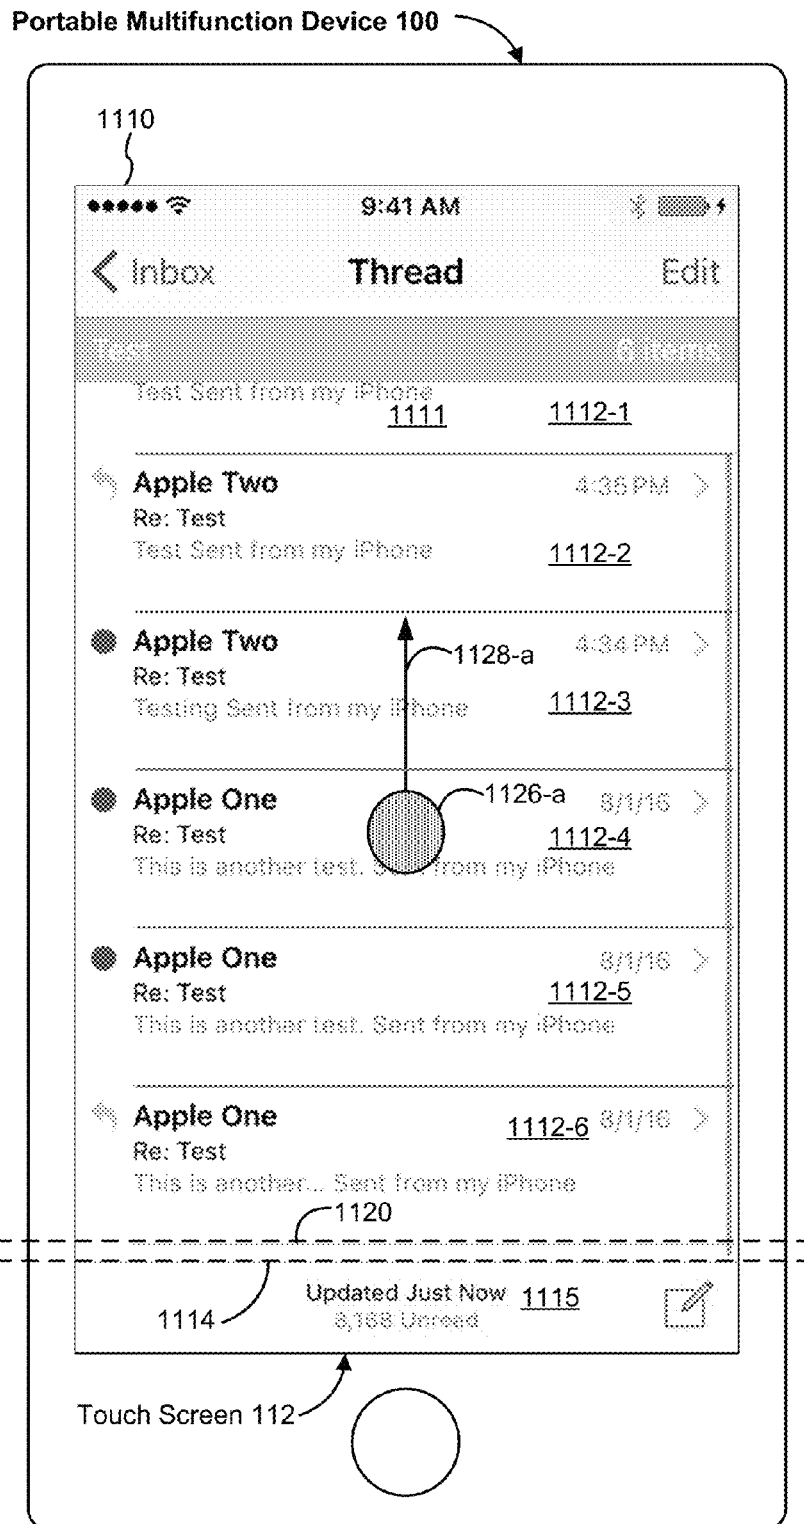 Portable Multifunction Device 100
1110
9:41 AM
Inbox Thread Edit
Test 6 items
Test Sent from my iPhone
1111 1112-1
Apple Two 4:36 PM
Re: Test
Test Sent from my iPhone 1112-2
Apple Two 4:34 PM
1128-a
Re: Test
Testing Sent from my iPhone 1112-3
Apple One 1126-a 8/1/16
Re: Test 1112-4
This is another test. Sent from my iPhone
Apple One 8/1/16
Re: Test 1112-5
This is another test. Sent from my iPhone
Apple One 1112-6 8/1/16
Re: Test
This is another... Sent from my iPhone
1120
Updated Just Now 1115
1114 8,168 Unread
Touch Screen 112